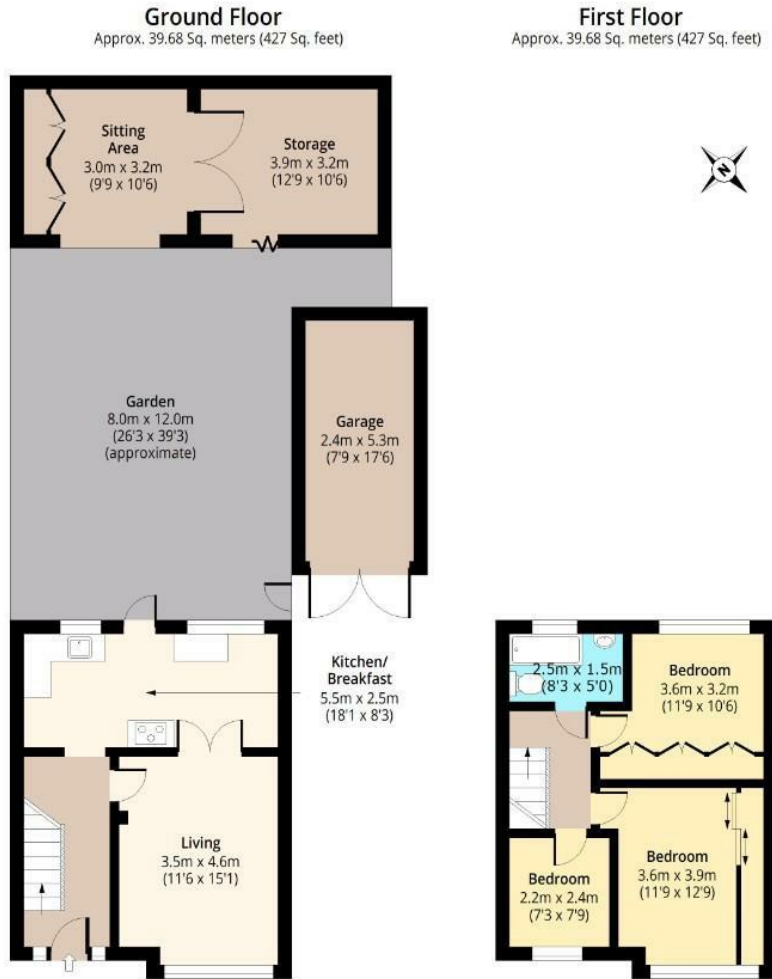 Ground Floor
Approx. 39.68 Sq. meters (427 Sq. feet)
First Floor
Approx. 39.68 Sq. meters (427 Sq. feet)
Sitting
Area
3.0m x 3.2m
(9'9 x 10'6)
Storage
3.9m x 3.2m
(12'9 x 10'6)
N
Garden
8.0m x 12.0m
(26'3 x 39'3)
(approximate)
Garage
2.4m x 5.3m
(7'9 x 17'6)
Kitchen/
Breakfast
5.5m x 2.5m
(18'1 x 8'3)
Living
3.5m x 4.6m
(11'6 x 15'1)
2.5m x 1.5m
(8'3 x 5'0)
Bedroom
3.6m x 3.2m
(11'9 x 10'6)
Bedroom
3.6m x 3.9m
(11'9 x 12'9)
Bedroom
2.2m x 2.4m
(7'3 x 7'9)